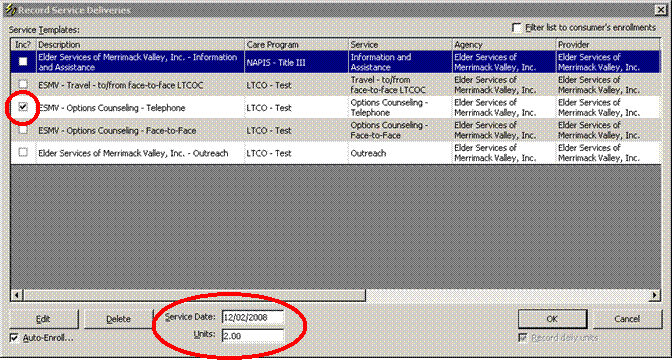 Record Service Deliveries
Service Templates:
Filter list to consumer's enrollments
Inc? Description Care Program Service Agency Provider
Elder Services of Merrimack Valley, Inc. - Information and Assistance NAPIS - Title III Information and Assistance Elder Services of Merrimack Valley, Inc. Elder Services of Merrimack Valley, Inc.
ESMV - Travel - to/from face-to-face LTCOC LTCO - Test Travel - to/from face-to-face LTCOC Elder Services of Merrimack Valley, Inc. Elder Services of Merrimack Valley, Inc.
ESMV - Options Counseling - Telephone LTCO - Test Options Counseling - Telephone Elder Services of Merrimack Valley, Inc. Elder Services of Merrimack Valley, Inc.
ESMV - Options Counseling - Face-to-Face LTCO - Test Options Counseling - Face-to-Face Elder Services of Merrimack Valley, Inc. Elder Services of Merrimack Valley, Inc.
Elder Services of Merrimack Valley, Inc. - Outreach LTCO - Test Outreach Elder Services of Merrimack Valley, Inc. Elder Services of Merrimack Valley, Inc.
Edit Delete Service Date: 12/02/2008 OK Cancel
Auto-Enroll... Units: 2.00 Record daily units